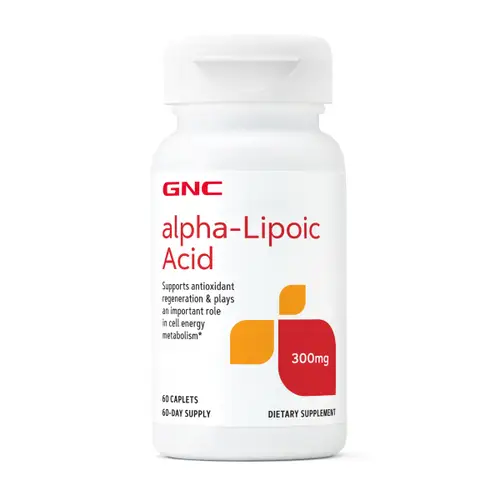 GNC
alpha-Lipoic
Acid
Supports antioxidant
regeneration & plays
an important role
in cell energy
metabolism*
300mg
60 CAPLETS
60-DAY SUPPLY
DIETARY SUPPLEMENT